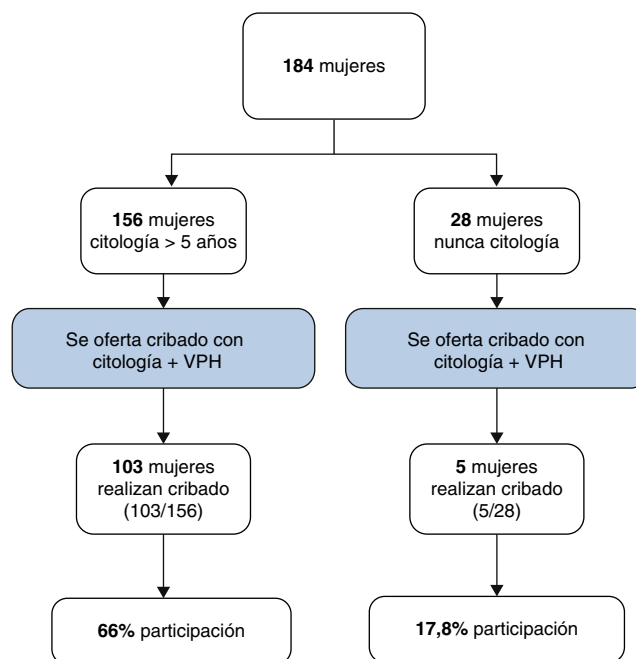 184 mujeres
156 mujeres
citología > 5 años
28 mujeres
nunca citología
Se oferta cribado con
citología + VPH
Se oferta cribado con
citología + VPH
103 mujeres
realizan cribado
(103/156)
5 mujeres
realizan cribado
(5/28)
66% participación
17,8% participación